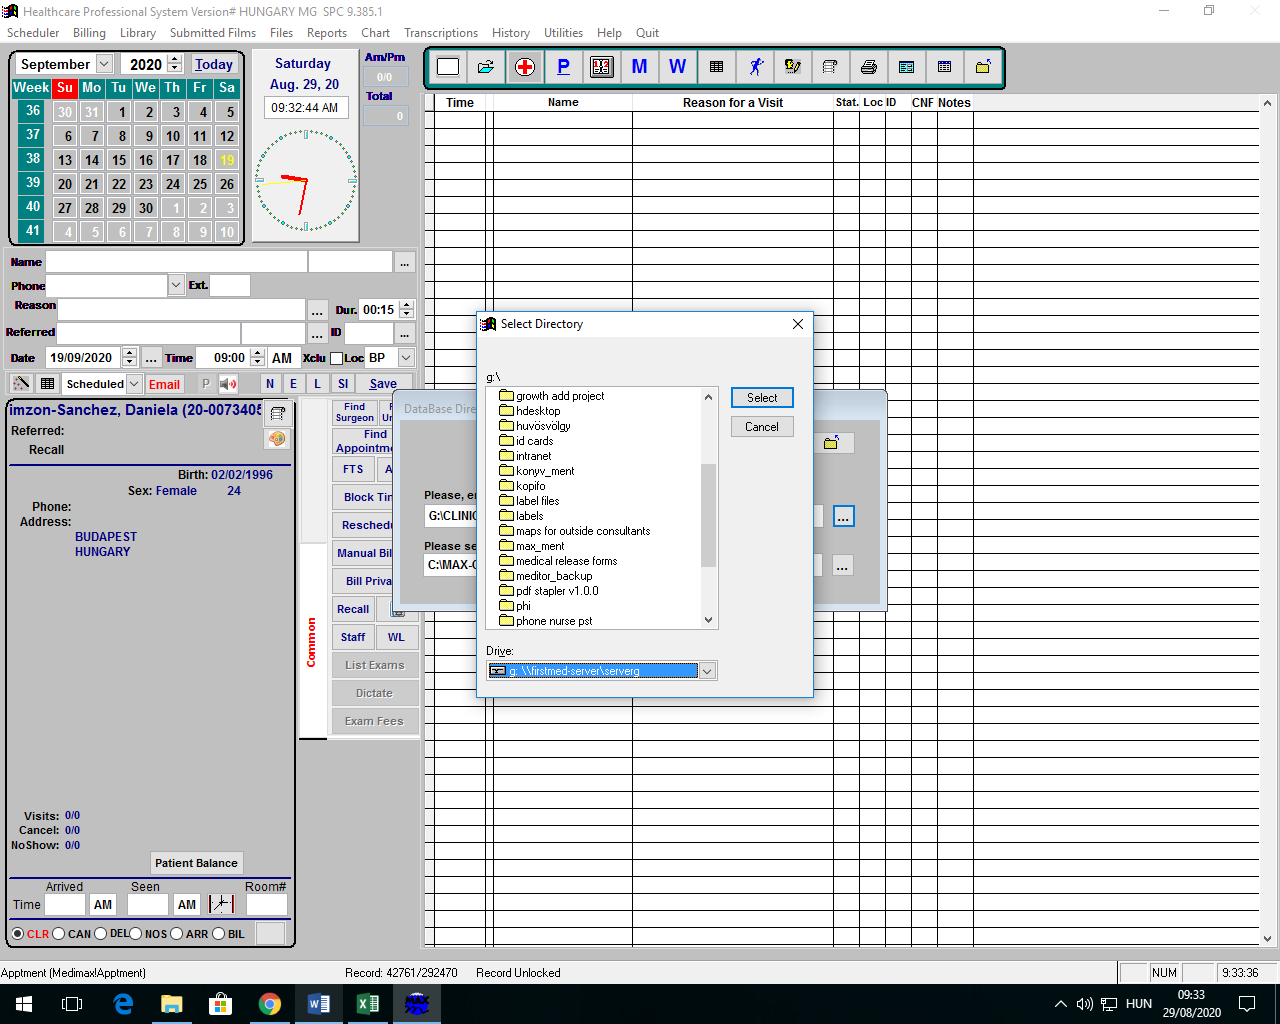 Healthcare Professional System Version# HUNGARY MG  SPC 9.385.1
Scheduler Billing Library Submitted Films Files Reports Chart Transcriptions History Utilities Help Quit
September 2020 Today
Week Su Mo Tu We Th Fr Sa
36 30 31 1 2 3 4 5
37 6 7 8 9 10 11 12
38 13 14 15 16 17 18 19
39 20 21 22 23 24 25 26
40 27 28 29 30 1 2 3
41 4 5 6 7 8 9 10
Saturday
Aug. 29, 20
09:32:44 AM
Am/Pm
0/0
Total
0
P M W
Time Name Reason for a Visit Stat. Loc ID CNF Notes
Name ...
Phone Ext.
Reason ... Dur. 00:15
Referred ... ID ...
Date 19/09/2020 ... Time 09:00 AM Xclu Loc BP
Scheduled Email P N E L SI Save
imzon-Sanchez, Daniela (20-0073405
Referred:
Recall
Birth: 02/02/1996
Sex: Female 24
Phone:
Address:
BUDAPEST
HUNGARY
Visits: 0/0
Cancel: 0/0
NoShow: 0/0
Patient Balance
Arrived Seen Room#
Time AM AM
CLR CAN DEL NOS ARR BIL
Common
Find Surgeon
Find Appointme
FTS A
Block Tin
Reschedu
Manual Bil
Bill Priva
Recall
Staff WL
List Exams
Dictate
Exam Fees
DataBase Dire
Please, en
G:\CLINIC
...
Please se
C:\MAX-C
...
Select Directory
g:\
growth add project
hdesktop
huvösvölgy
id cards
intranet
konyv_ment
kopifo
label files
labels
maps for outside consultants
max_ment
medical release forms
meditor_backup
pdf stapler v1.0.0
phi
phone nurse pst
Select
Cancel
Drive:
g: \\firstmed-server\serverg
Apptment (Medimax!Apptment) Record: 42761/292470 Record Unlocked NUM 9:33:36
HUN
09:33
29/08/2020